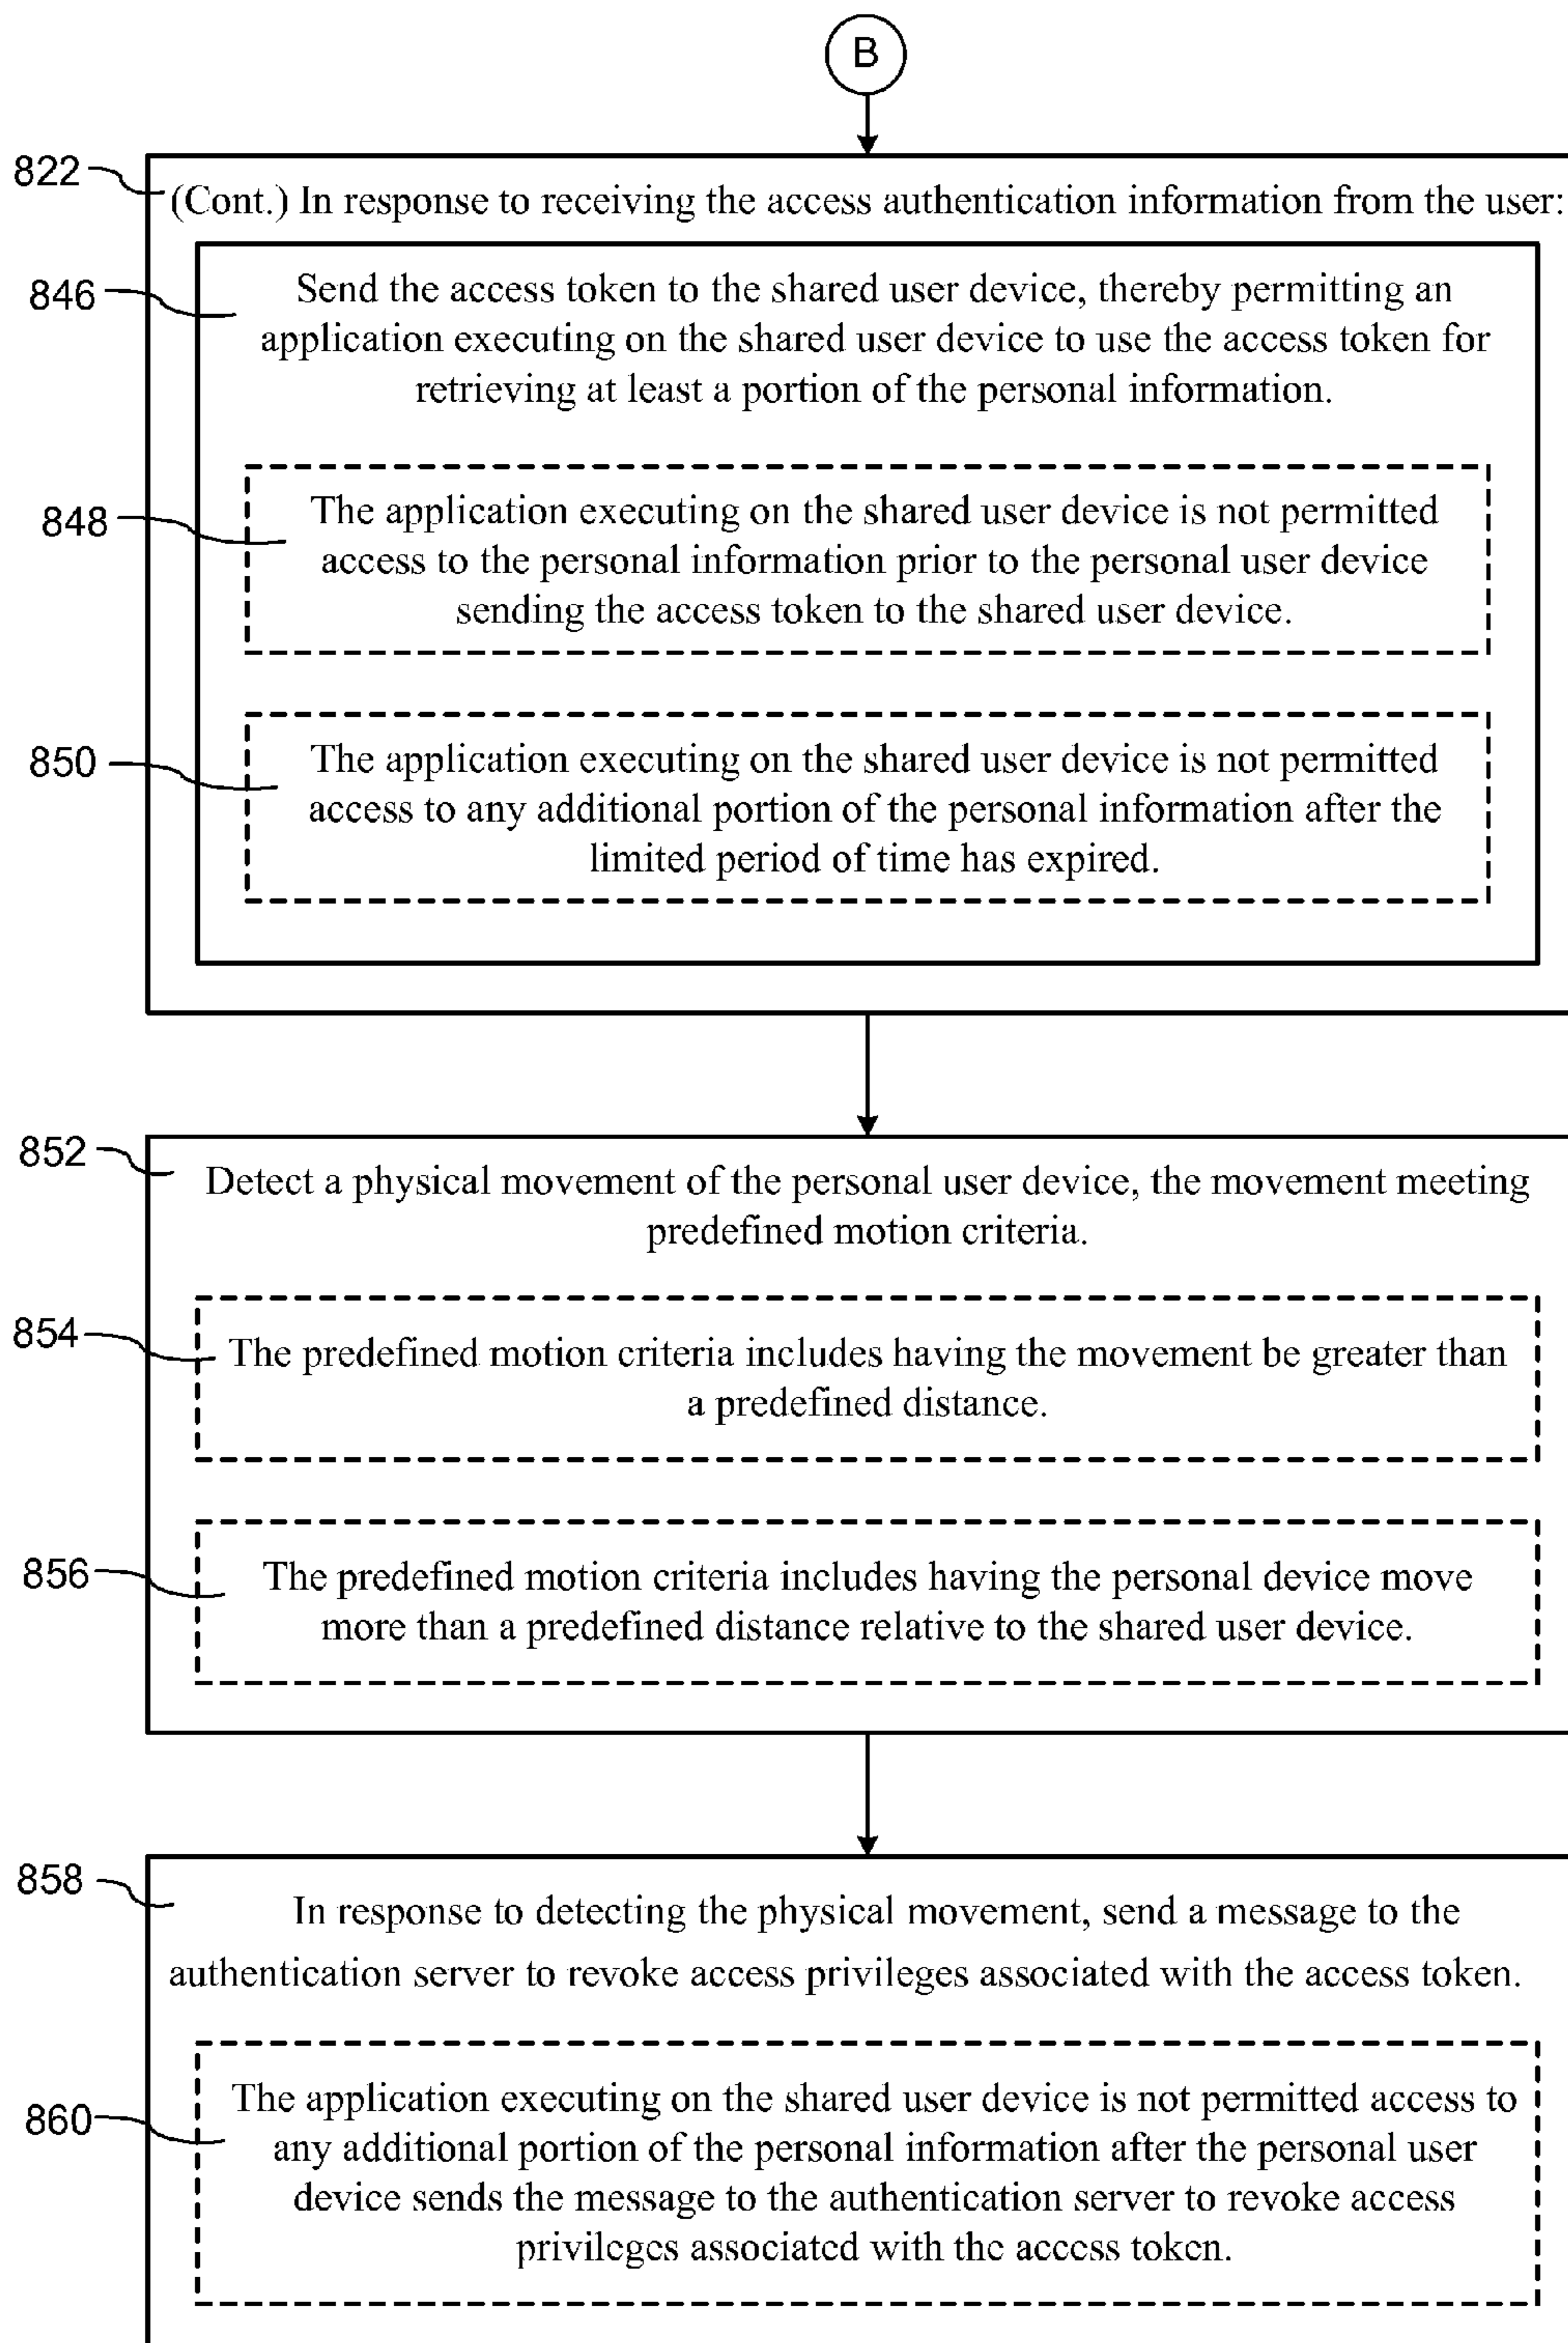 B
822
(Cont.) In response to receiving the access authentication information from the user:
846
Send the access token to the shared user device, thereby permitting an
application executing on the shared user device to use the access token for
retrieving at least a portion of the personal information.
848
The application executing on the shared user device is not permitted
access to the personal information prior to the personal user device
sending the access token to the shared user device.
850
The application executing on the shared user device is not permitted
access to any additional portion of the personal information after the
limited period of time has expired.
852
Detect a physical movement of the personal user device, the movement meeting
predefined motion criteria.
854
The predefined motion criteria includes having the movement be greater than
a predefined distance.
856
The predefined motion criteria includes having the personal device move
more than a predefined distance relative to the shared user device.
858
In response to detecting the physical movement, send a message to the
authentication server to revoke access privileges associated with the access token.
860
The application executing on the shared user device is not permitted access to
any additional portion of the personal information after the personal user
device sends the message to the authentication server to revoke access
privileges associated with the access token.